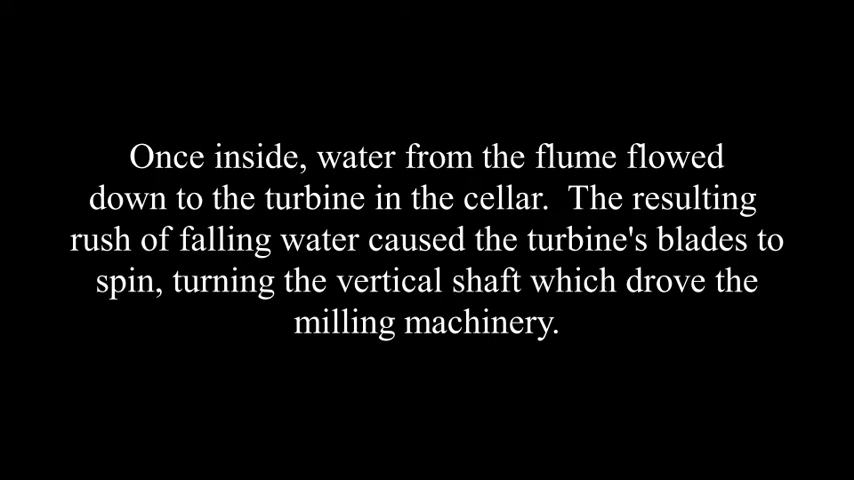 Once inside, water from the flume flowed
down to the turbine in the cellar.  The resulting
rush of falling water caused the turbine's blades to
spin, turning the vertical shaft which drove the
milling machinery.